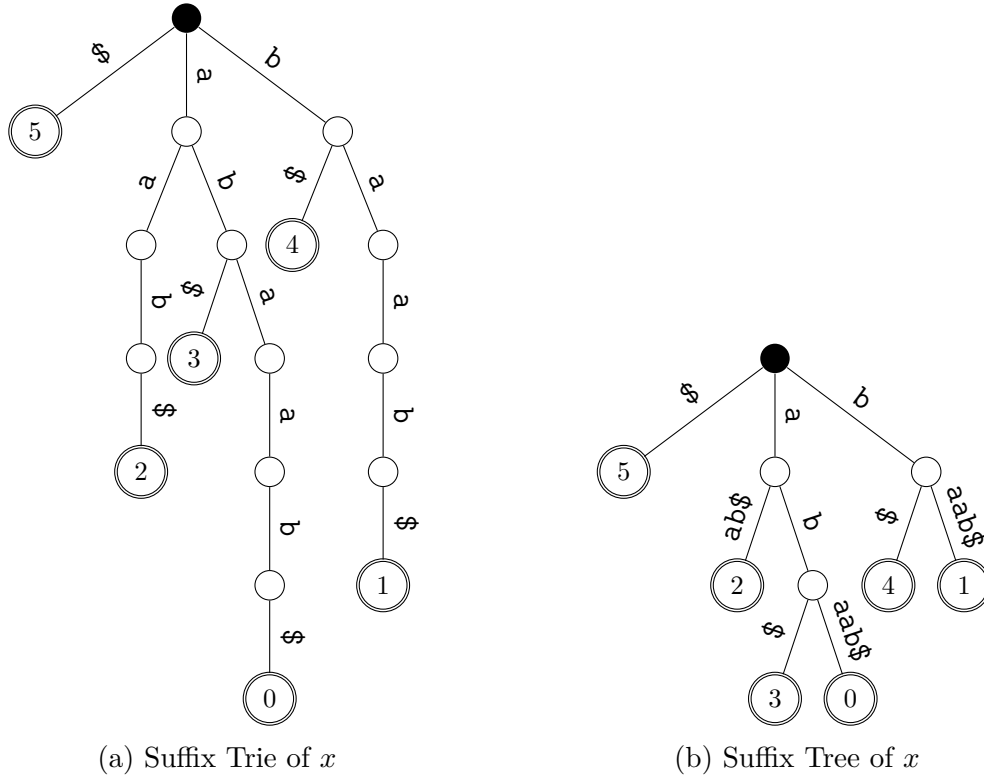 $ a b
5
a b $ a
4
b $ a a
3
$ a b
2
b $
1
$
0
(a) Suffix Trie of x
$ a b
5
ab$ b $ aab$
2 4 1
$ aab$
3 0
(b) Suffix Tree of x